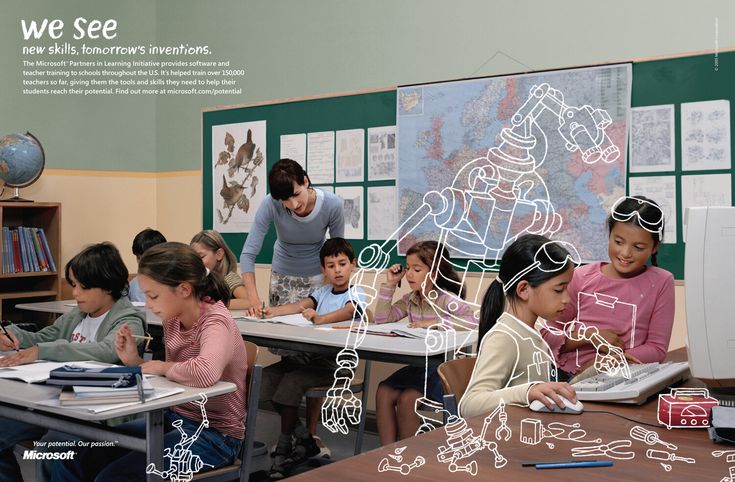 we see
new skills, tomorrow's inventions.
The Microsoft® Partners in Learning Initiative provides software and
teacher training to schools throughout the U.S. It's helped train over 150,000
teachers so far, giving them the tools and skills they need to help their
students reach their potential. Find out more at microsoft.com/potential
Your potential. Our passion.™
Microsoft®